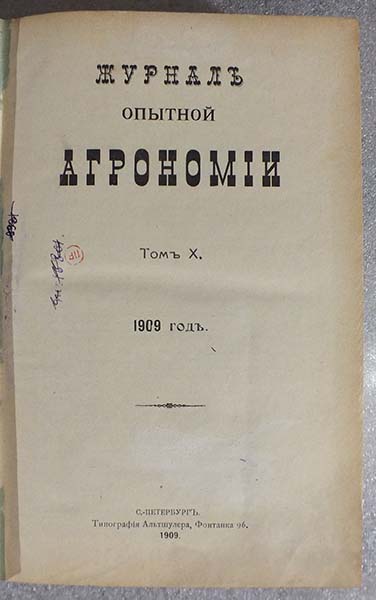 ЖУРНАЛЪ
ОПЫТНОЙ
АГРОНОМІИ
Томъ X.
1909 годъ.
С.-ПЕТЕРБУРГЪ.
Типографія Альтшулера, Фонтанка 96.
1909.